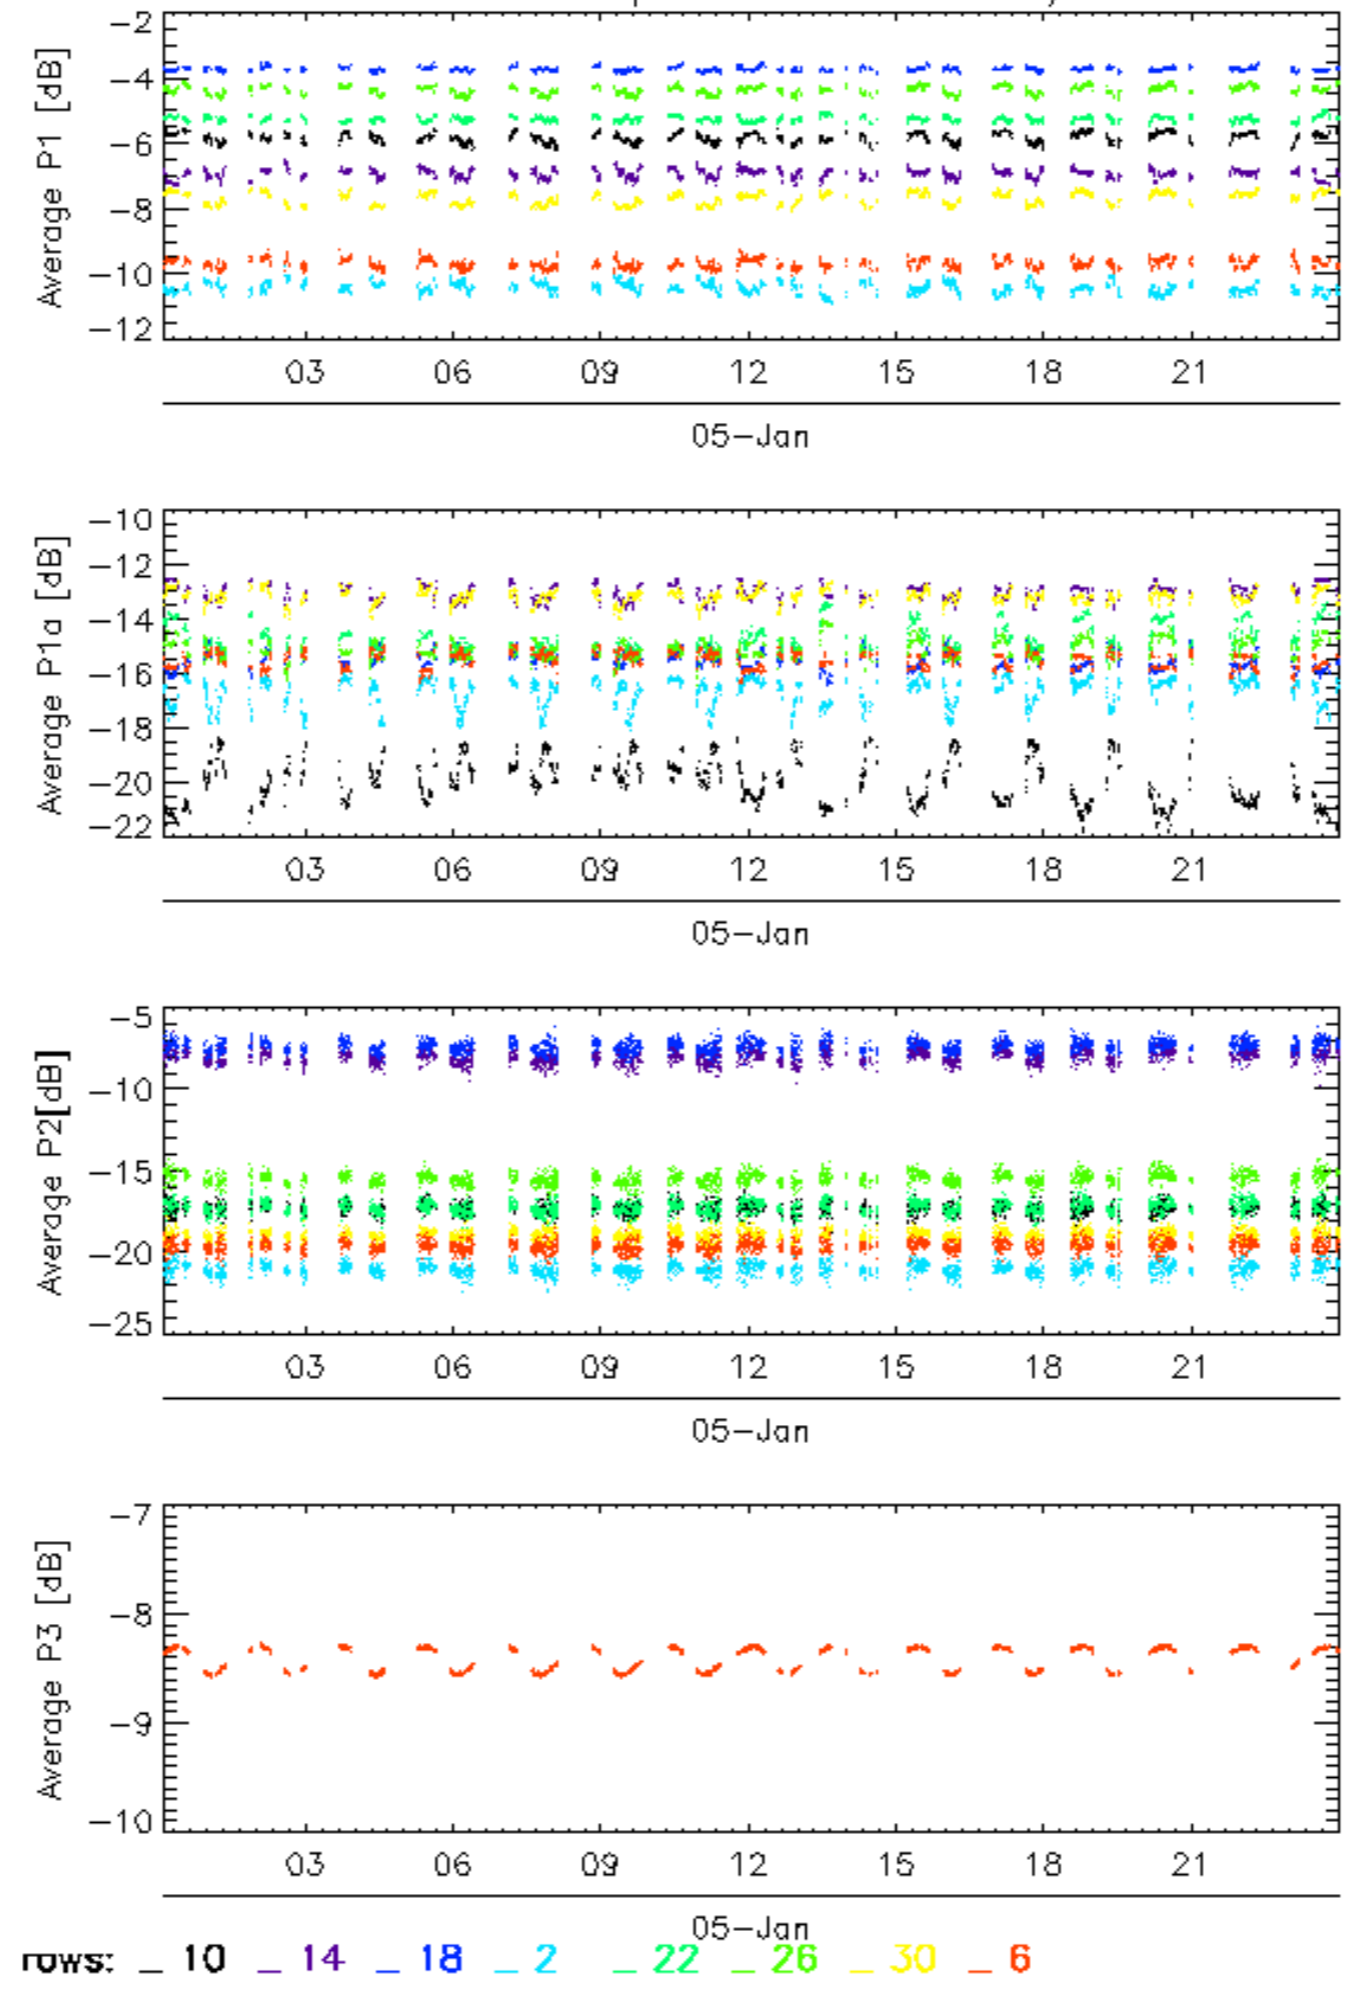 −2
−4
−6
−8
−10
−12
Average P1 [dB]
03 06 09 12 15 18 21
05−Jan
−10
−12
−14
−16
−18
−20
−22
Average P1a [dB]
03 06 09 12 15 18 21
05−Jan
−5
−10
−15
−20
−25
Average P2[dB]
03 06 09 12 15 18 21
05−Jan
−7
−8
−9
−10
Average P3 [dB]
03 06 09 12 15 18 21
05−Jan
rows: _ 10 _ 14 _ 18 _ 2 _ 22 _ 26 _ 30 _ 6